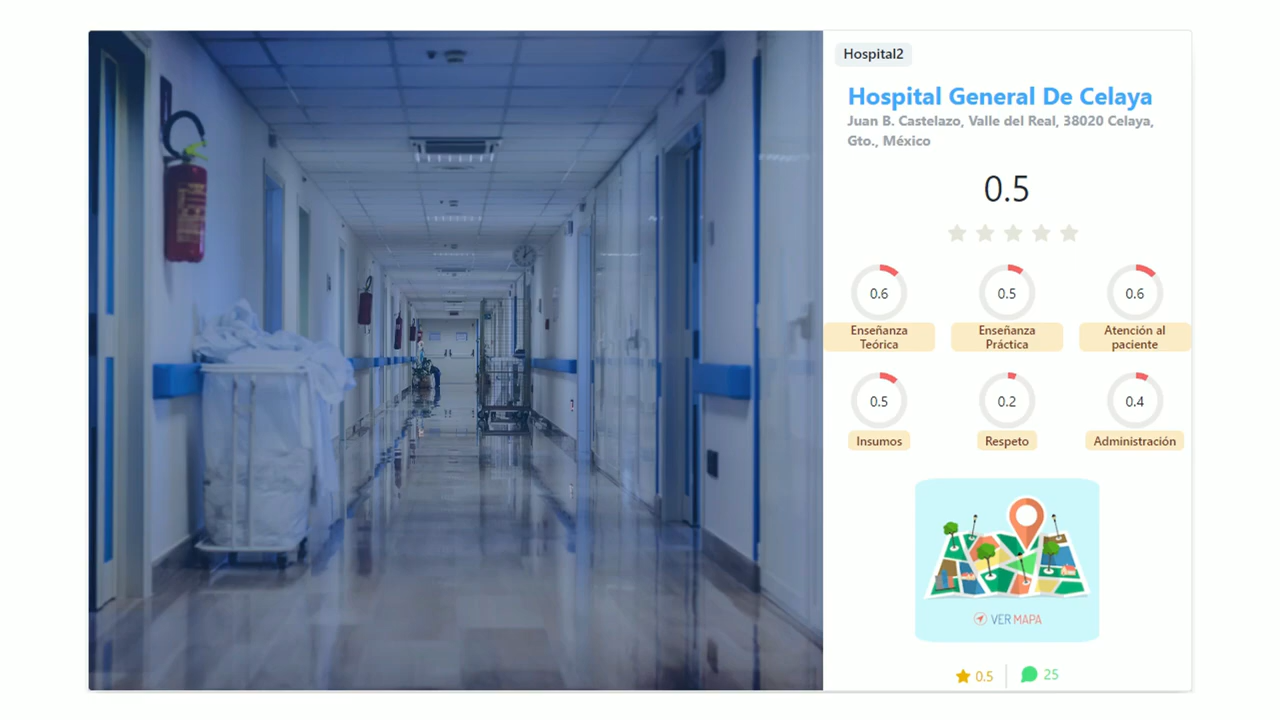 Hospital2
Hospital General De Celaya
Juan B. Castelazo, Valle del Real, 38020 Celaya,
Gto., México
0.5
0.6
0.5
0.6
Enseñanza
Teórica
Enseñanza
Práctica
Atención al
paciente
0.5
0.2
0.4
Insumos
Respeto
Administración
VER MAPA
0.5
25